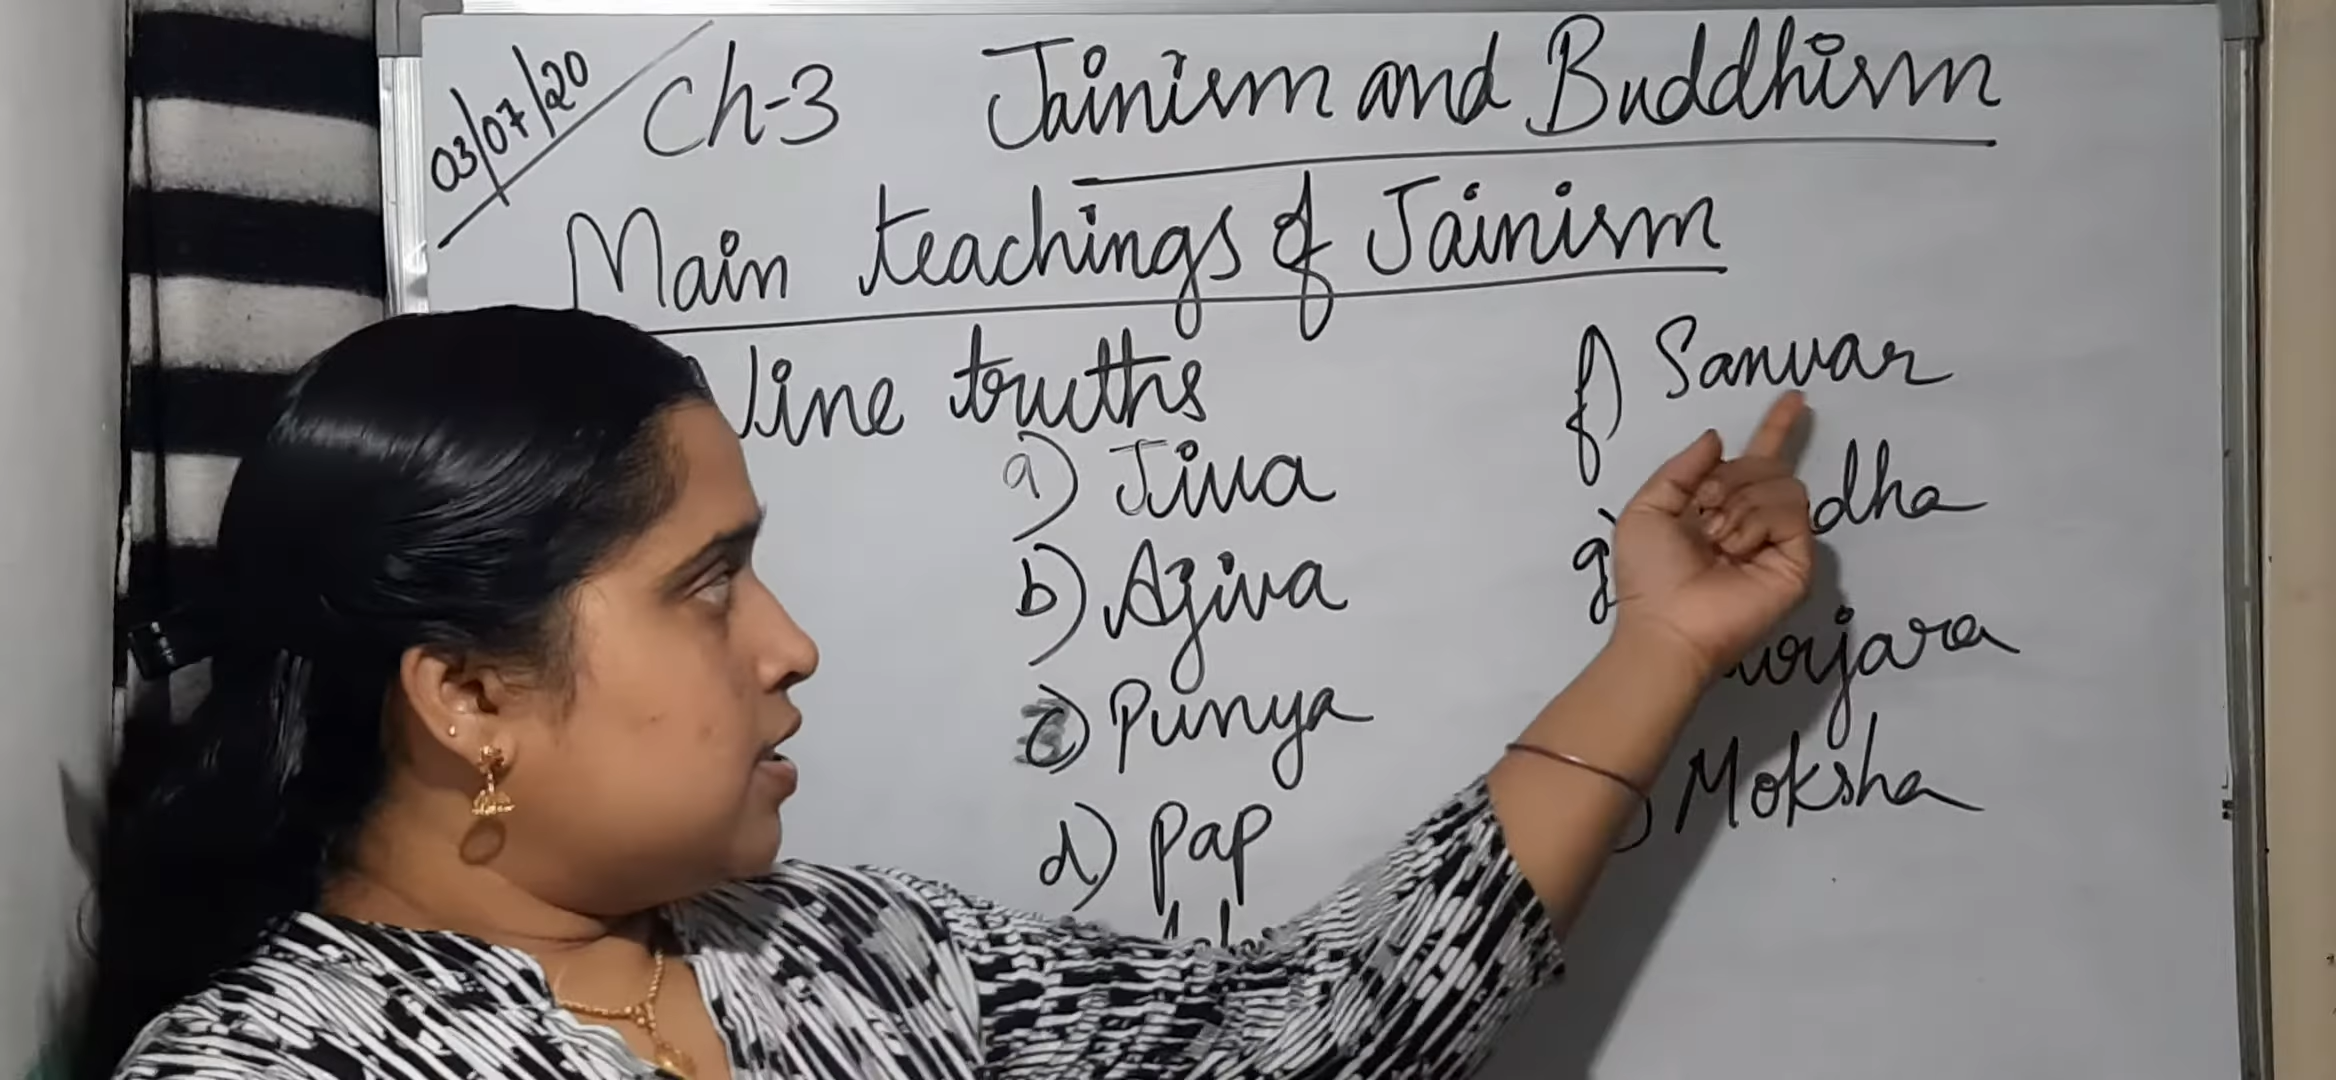 03/07/20
Ch-3 Jainism and Buddhism
Main teachings of Jainism
truths
a) Jiva
b) Ajiva
c) Punya
d) Pap
f) Sanvar
g)
Moksha